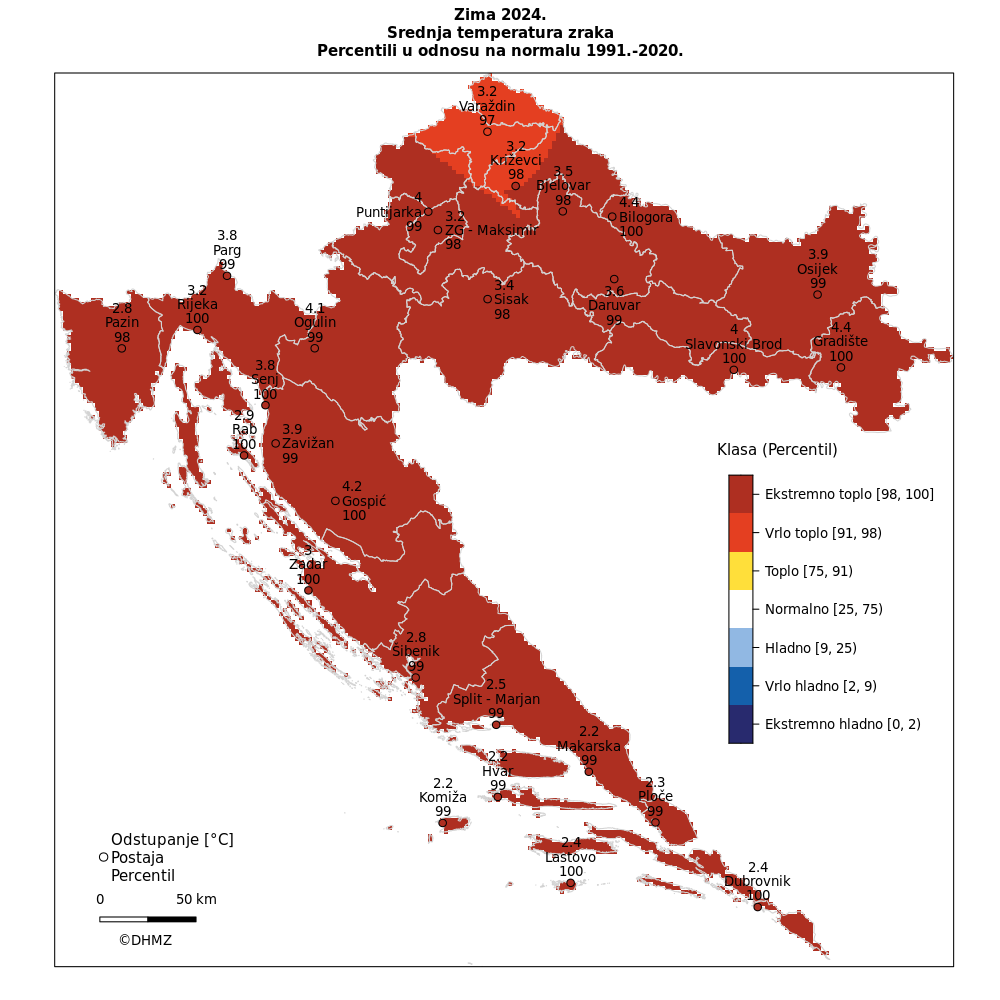 Zima 2024.
Srednja temperatura zraka
Percentili u odnosu na normalu 1991.-2020.
3.2
Varaždin
97
3.2
Križevci
98
3.5
Bjelovar
98
4
Puntijarka
99
3.2
ZG - Maksimir
98
4.4
Bilogora
100
3.8
Parg
99
3.9
Osijek
99
2.8
Pazin
98
3.2
Rijeka
100
4.1
Ogulin
99
3.4
Sisak
98
3.6
Daruvar
99
4
Slavonski Brod
100
4.4
Gradište
100
3.8
Senj
100
2.9
Rab
100
3.9
Zavižan
99
4.2
Gospić
100
3
Zadar
100
2.8
Šibenik
99
2.5
Split - Marjan
99
2.2
Makarska
99
2.2
Hvar
99
2.2
Komiža
99
2.3
Ploče
99
2.4
Lastovo
100
2.4
Dubrovnik
100
Klasa (Percentil)
Ekstremno toplo [98, 100]
Vrlo toplo [91, 98)
Toplo [75, 91)
Normalno [25, 75)
Hladno [9, 25)
Vrlo hladno [2, 9)
Ekstremno hladno [0, 2)
Odstupanje [°C]
Postaja
Percentil
0 50 km
©DHMZ